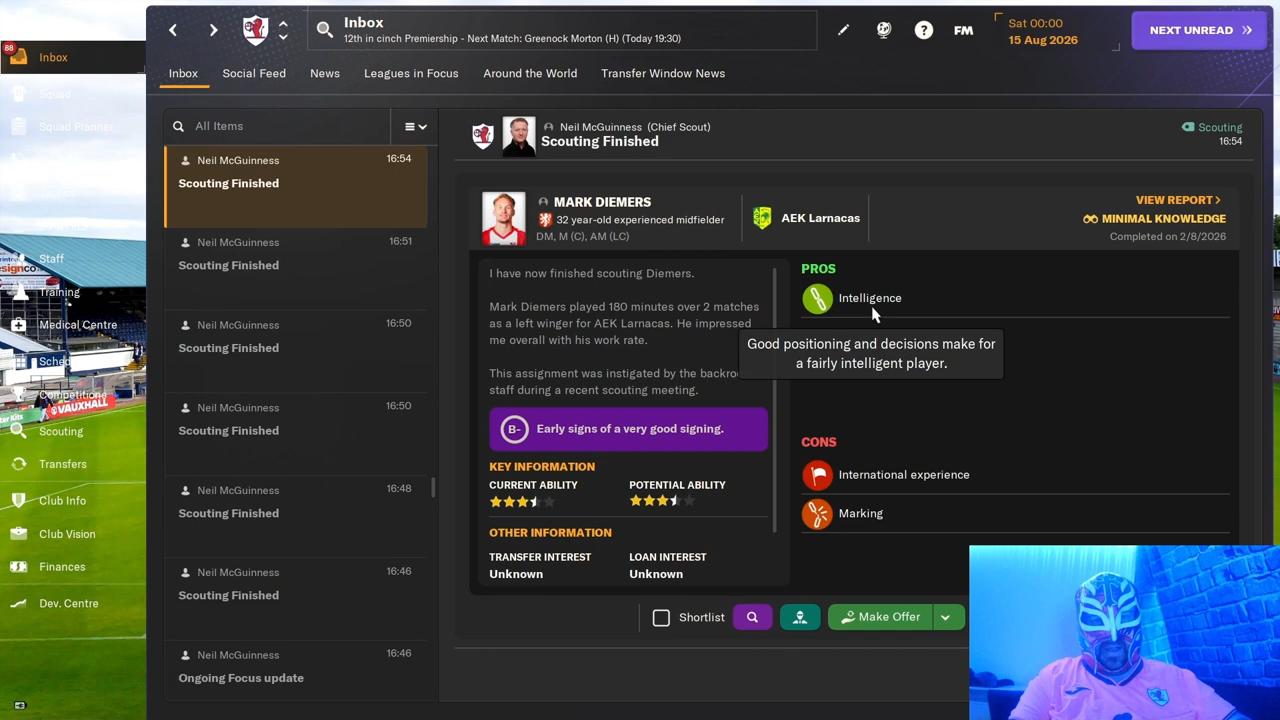 88
Inbox
Squad
Squad Planner
Staff
Training
Medical Centre
Sched
Competitions
VAUXHALL
Scouting
Transfers
Club Info
Club Vision
Finances
Dev. Centre
Inbox
12th in cinch Premiership - Next Match: Greenock Morton (H) (Today 19:30)
?
FM
Sat 00:00
15 Aug 2026
NEXT UNREAD
Inbox
Social Feed
News
Leagues in Focus
Around the World
Transfer Window News
All Items
Neil McGuinness 16:54
Scouting Finished
Neil McGuinness 16:51
Scouting Finished
Neil McGuinness 16:50
Scouting Finished
Neil McGuinness 16:50
Scouting Finished
Neil McGuinness 16:48
Scouting Finished
Neil McGuinness 16:46
Scouting Finished
Neil McGuinness 16:46
Ongoing Focus update
Neil McGuinness (Chief Scout)
Scouting Finished
Scouting
16:54
MARK DIEMERS
32 year-old experienced midfielder
DM, M (C), AM (LC)
AEK Larnacas
VIEW REPORT >
MINIMAL KNOWLEDGE
Completed on 2/8/2026
I have now finished scouting Diemers.
Mark Diemers played 180 minutes over 2 matches
as a left winger for AEK Larnacas. He impressed
me overall with his work rate.
This assignment was instigated by the backro
staff during a recent scouting meeting.
B- Early signs of a very good signing.
KEY INFORMATION
CURRENT ABILITY POTENTIAL ABILITY
OTHER INFORMATION
TRANSFER INTEREST LOAN INTEREST
Unknown Unknown
PROS
Intelligence
Good positioning and decisions make for
a fairly intelligent player.
CONS
International experience
Marking
Shortlist
Make Offer